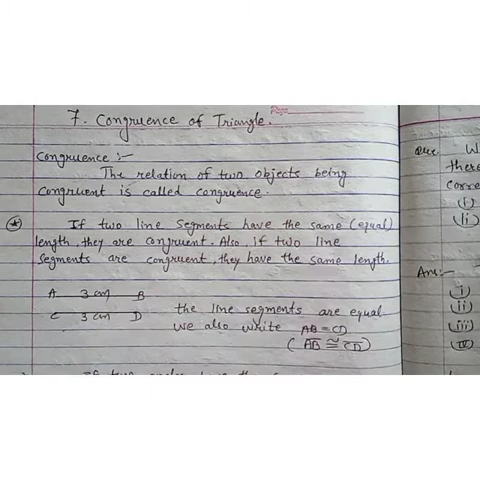 Page
7. Congruence of Triangle.
Congruence :-
The relation of two objects being
congruent is called congruence.
If two line segments have the same (equal)
length, they are congruent. Also, if two line
segments are congruent, they have the same length.
A 3 cm B
C 3 cm D
the line segments are equal
we also write AB = CD
( AB ≅ CD )
Que: W
there
corre
(i)
(ii)
Ans:-
(i)
(ii)
(iii)
(iv)